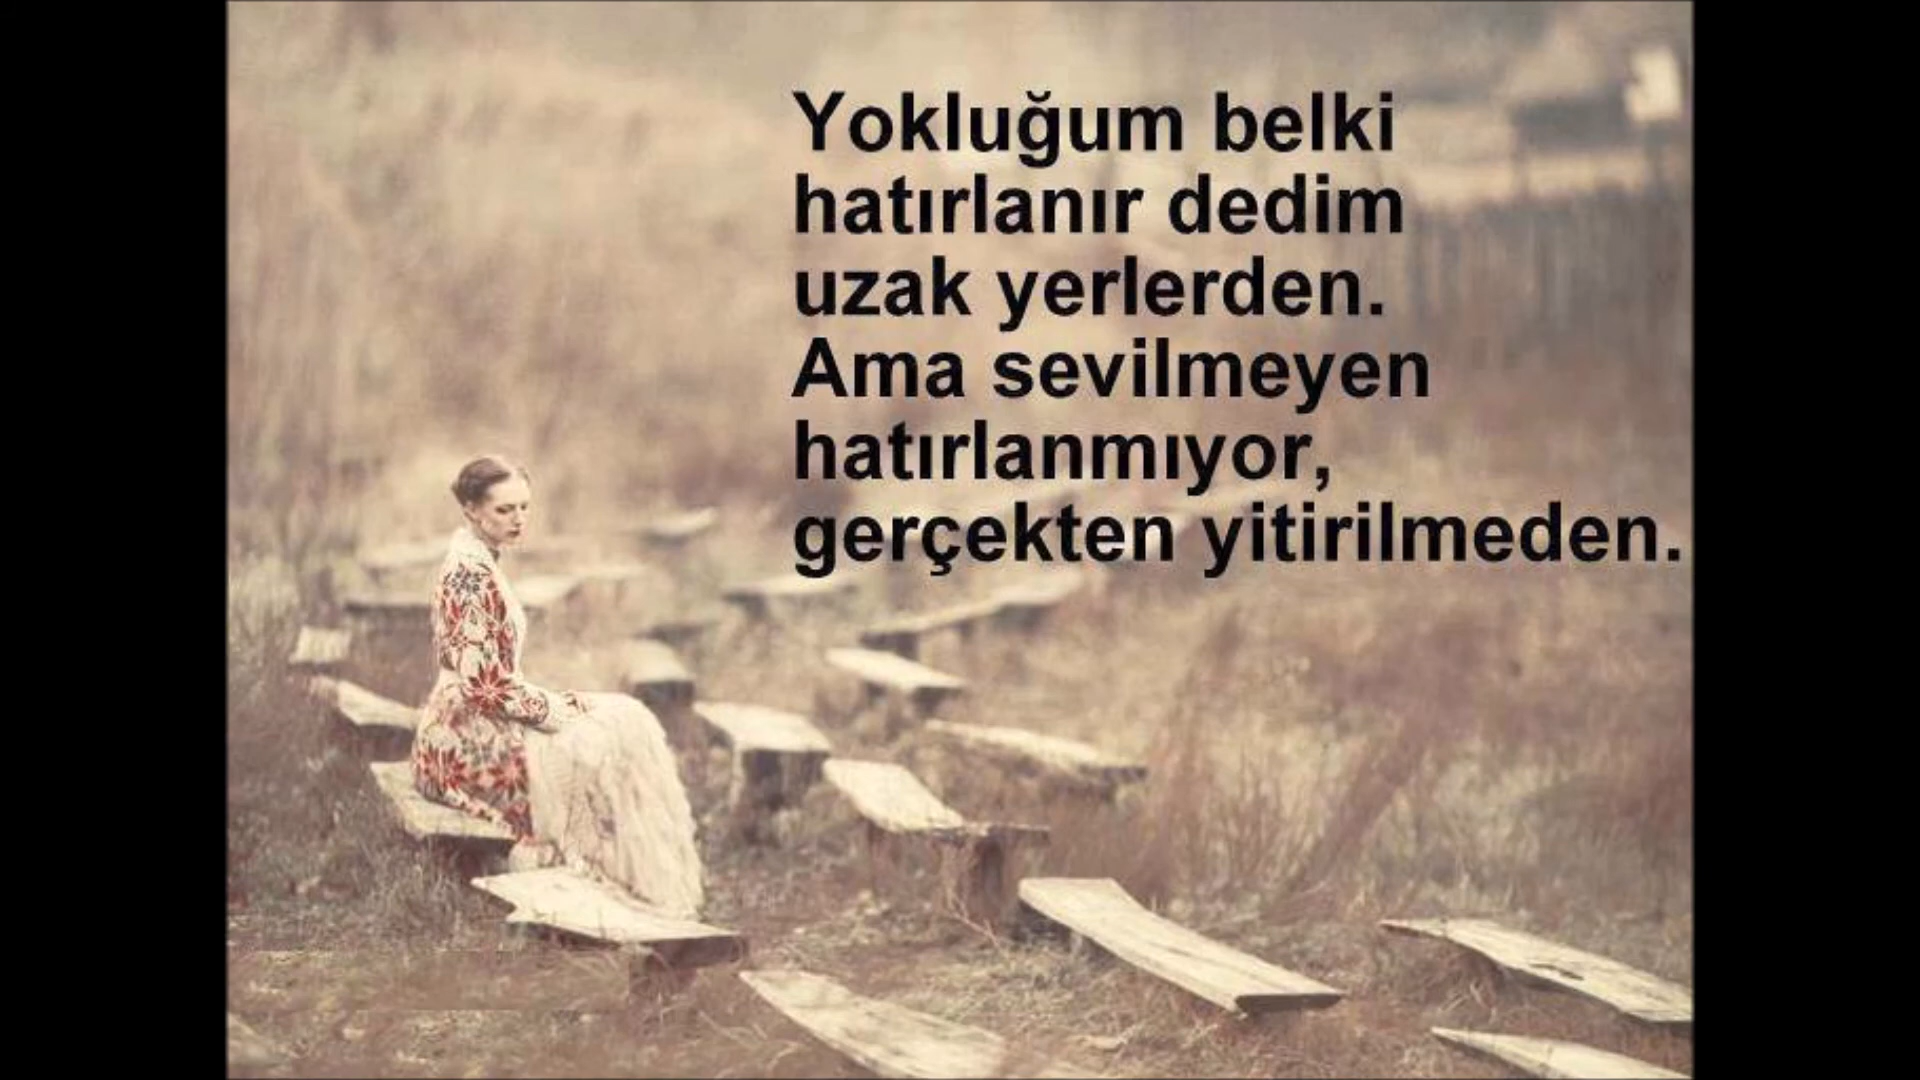 Yokluğum belki
hatırlanır dedim
uzak yerlerden.
Ama sevilmeyen
hatırlanmıyor,
gerçekten yitirilmeden.